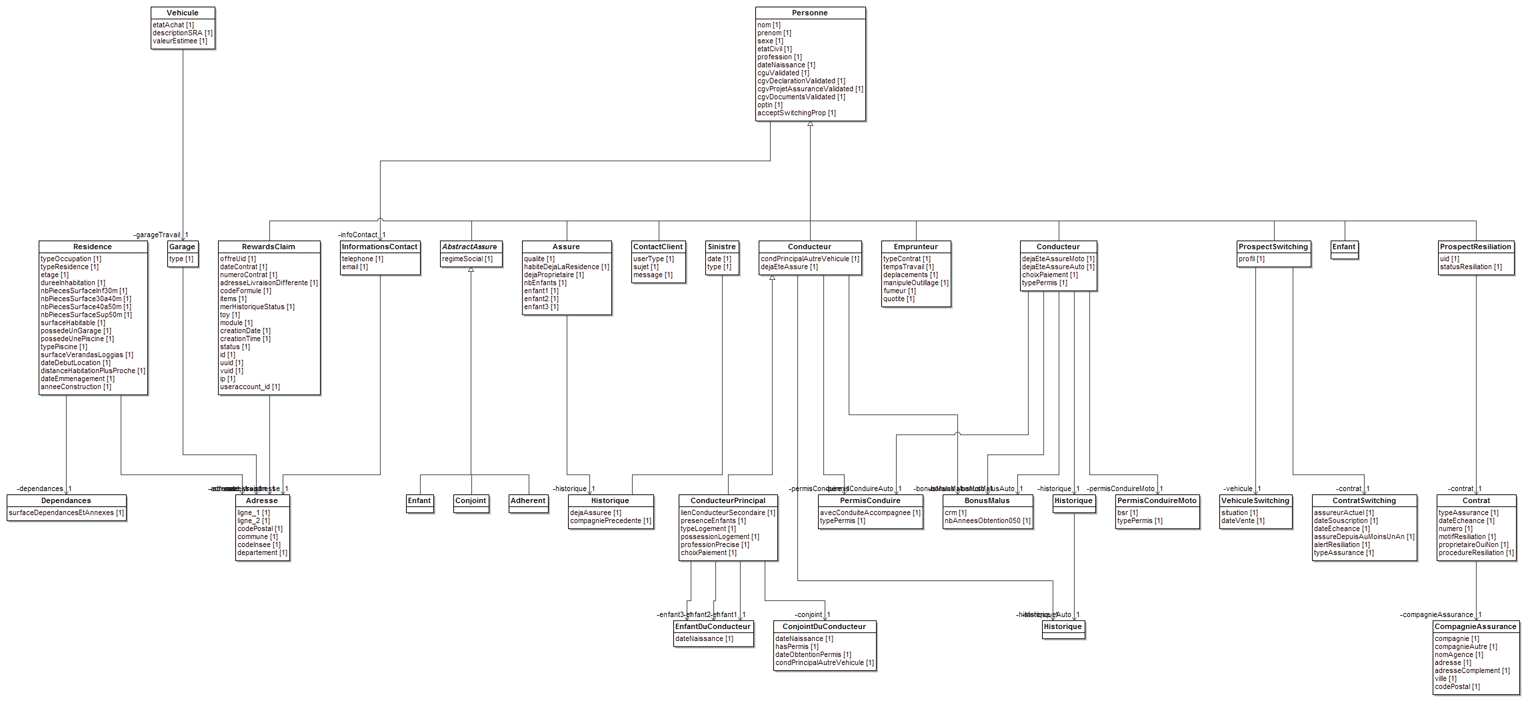 Vehicule
etatAchat [1]
descriptionSRA [1]
valeurEstimee [1]
Personne
nom [1]
prenom [1]
sexe [1]
etatCivil [1]
profession [1]
dateNaissance [1]
cguValidated [1]
cgvDeclarationValidated [1]
cgvProjetAssuranceValidated [1]
cgvDocumentsValidated [1]
optin [1]
acceptSwitchingProp [1]
-garageTravail 1
-infoContact 1
1
Residence
typeOccupation [1]
typeResidence [1]
etage [1]
dureeInhabitation [1]
nbPiecesSurfaceInf30m [1]
nbPiecesSurface30a40m [1]
nbPiecesSurface40a50m [1]
nbPiecesSurfaceSup50m [1]
surfaceHabitable [1]
possedeUnGarage [1]
possedeUnePiscine [1]
typePiscine [1]
surfaceVerandasLoggias [1]
dateDebutLocation [1]
distanceHabitationPlusProche [1]
dateEmmenagement [1]
anneeConstruction [1]
Garage
type [1]
RewardsClaim
offreUid [1]
dateContrat [1]
numeroContrat [1]
adresseLivraisonDifferente [1]
codeFormule [1]
items [1]
merHistoriqueStatus [1]
toy [1]
module [1]
creationDate [1]
creationTime [1]
status [1]
id [1]
uuid [1]
vuid [1]
ip [1]
useraccount_id [1]
InformationsContact
telephone [1]
email [1]
AbstractAssure
regimeSocial [1]
Assure
qualite [1]
habiteDejaLaResidence [1]
dejaProprietaire [1]
nbEnfants [1]
enfant1 [1]
enfant2 [1]
enfant3 [1]
ContactClient
userType [1]
sujet [1]
message [1]
Sinistre
date [1]
type [1]
Conducteur
condPrincipalAutreVehicule [1]
dejaEteAssure [1]
Emprunteur
typeContrat [1]
tempsTravail [1]
deplacements [1]
manipuleOutillage [1]
fumeur [1]
quotite [1]
Conducteur
dejaEteAssureMoto [1]
dejaEteAssureAuto [1]
choixPaiement [1]
typePermis [1]
ProspectSwitching
profil [1]
Enfant
ProspectResiliation
uid [1]
statusResiliation [1]
-dependances 1
-historique 1
-historique 1
-permisConduireMoto 1
-vehicule 1
-contrat 1
-contrat 1
Dependances
surfaceDependancesEtAnnexes [1]
Adresse
ligne_1 [1]
ligne_2 [1]
codePostal [1]
commune [1]
codeInsee [1]
departement [1]
Enfant
Conjoint
Adherent
Historique
dejaAssure [1]
compagniePrecedente [1]
ConducteurPrincipal
lienConducteurSecondaire [1]
presenceEnfants [1]
typeLogement [1]
possessionLogement [1]
professionPrecise [1]
choixPaiement [1]
PermisConduire
avecConduiteAccompagnee [1]
typePermis [1]
BonusMalus
crm [1]
nbAnneesObtention050 [1]
Historique
PermisConduireMoto
bsr [1]
typePermis [1]
VehiculeSwitching
situation [1]
dateVente [1]
ContratSwitching
assureurActuel [1]
dateSouscription [1]
dateEcheance [1]
assureDepuisAuMoinsUnAn [1]
alertResiliation [1]
typeAssurance [1]
Contrat
typeAssurance [1]
dateEcheance [1]
numero [1]
motifResiliation [1]
proprietaireOuiNon [1]
procedureResiliation [1]
-conjoint 1
-compagnieAssurance 1
EnfantDuConducteur
dateNaissance [1]
ConjointDuConducteur
dateNaissance [1]
hasPermis [1]
dateObtentionPermis [1]
condPrincipalAutreVehicule [1]
Historique
CompagnieAssurance
compagnie [1]
compagnieAutre [1]
nomAgence [1]
adresse [1]
adresseComplement [1]
ville [1]
codePostal [1]